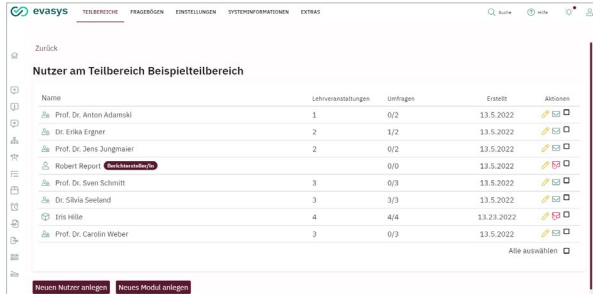 evasys TEILBEREICHE FRAGEBÖGEN EINSTELLUNGEN SYSTEMINFORMATIONEN EXTRAS Suche Hilfe
Zurück
Nutzer am Teilbereich Beispielteilbereich
Name Lehrveranstaltungen Umfragen Erstellt Aktionen
Prof. Dr. Anton Adamski 1 0/2 13.5.2022
Dr. Erika Ergner 2 1/2 13.5.2022
Prof. Dr. Jens Jungmaier 2 0/2 13.5.2022
Robert Report Berichtersteller/in 0/0 13.5.2022
Prof. Dr. Sven Schmitt 3 0/3 13.5.2022
Dr. Silvia Seeland 3 3/3 13.5.2022
Iris Hille 4 4/4 13.23.2022
Prof. Dr. Carolin Weber 3 0/3 13.5.2022
Alle auswählen
Neuen Nutzer anlegen Neues Modul anlegen